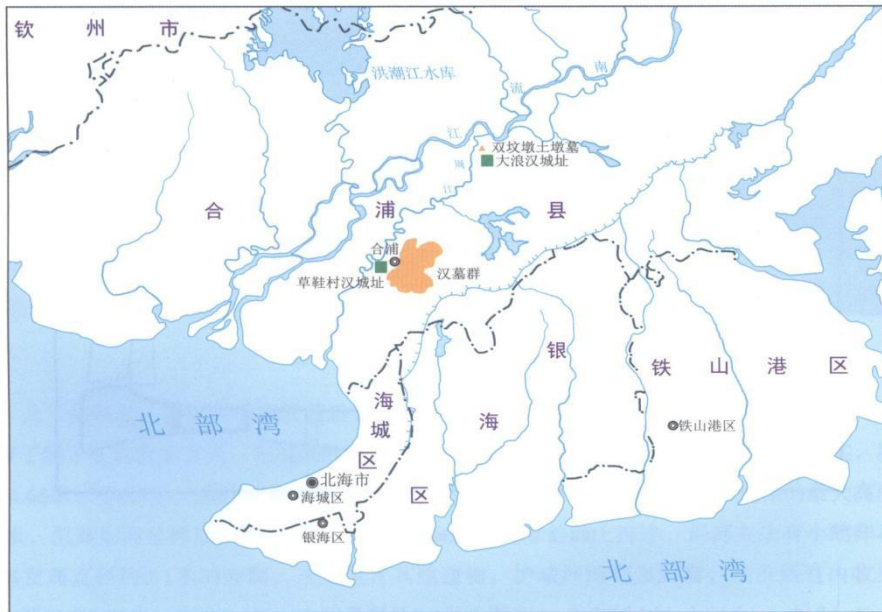 钦州市
洪潮江水库
南
流
江
周江
双坟墩土墩墓
大浪汉城址
合浦县
合浦
草鞋村汉城址
汉墓群
海城区
银海区
铁山港区
铁山港区
北部湾
北海市
海城区
银海区
北部湾